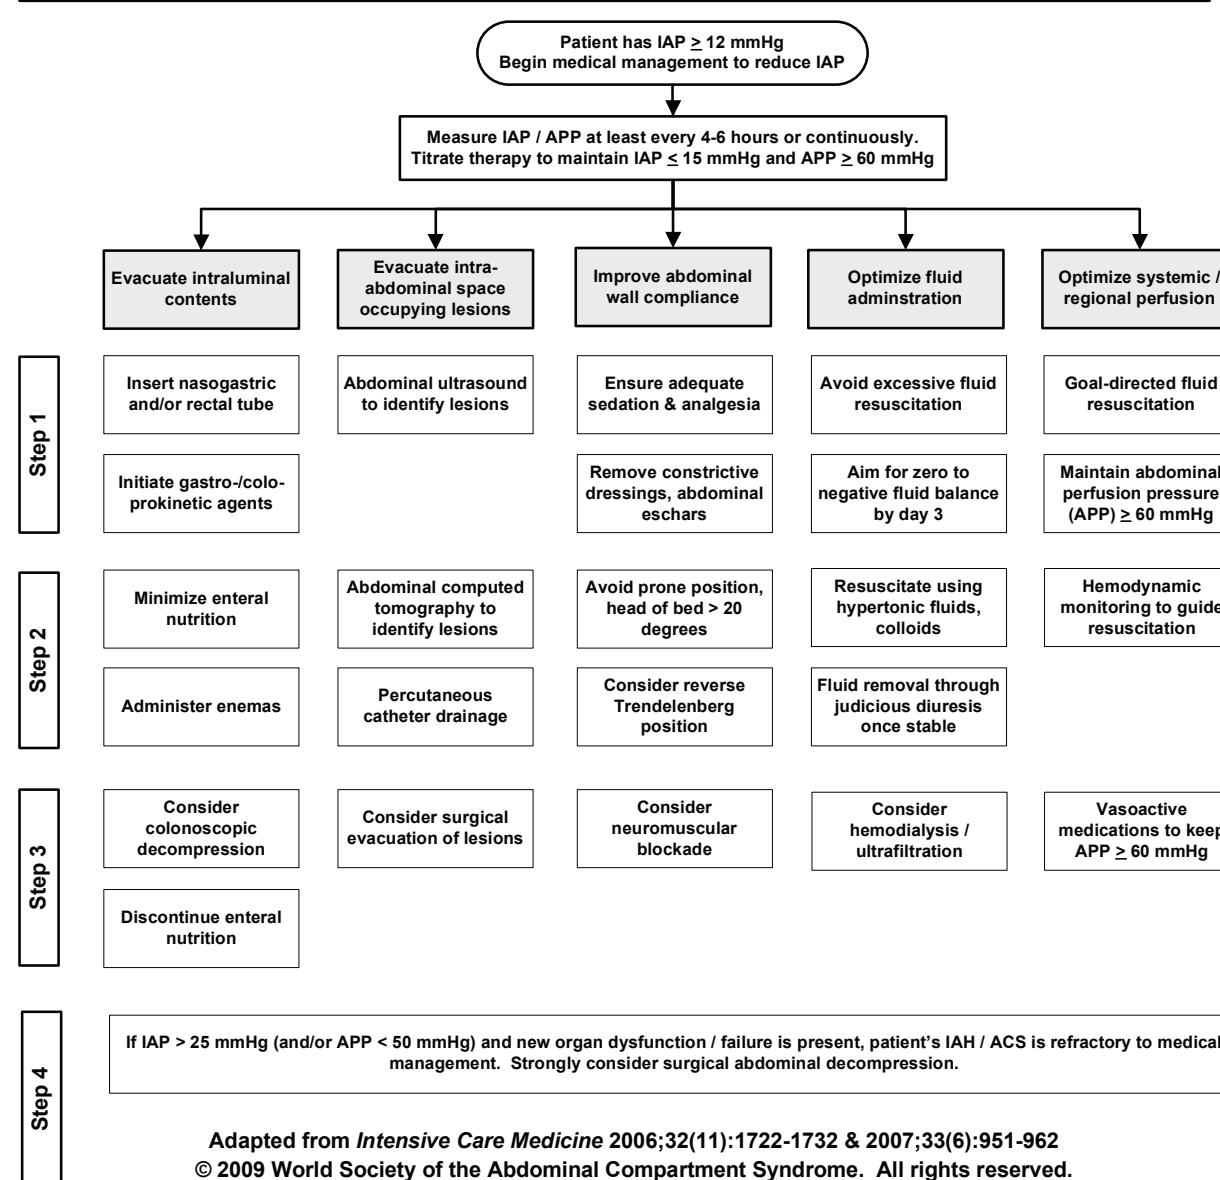 Patient has IAP ≥ 12 mmHg
Begin medical management to reduce IAP
Measure IAP / APP at least every 4-6 hours or continuously.
Titrate therapy to maintain IAP ≤ 15 mmHg and APP ≥ 60 mmHg
Evacuate intraluminal
contents
Evacuate intra-
abdominal space
occupying lesions
Improve abdominal
wall compliance
Optimize fluid
adminstration
Optimize systemic /
regional perfusion
Step 1
Insert nasogastric
and/or rectal tube
Abdominal ultrasound
to identify lesions
Ensure adequate
sedation & analgesia
Avoid excessive fluid
resuscitation
Goal-directed fluid
resuscitation
Initiate gastro-/colo-
prokinetic agents
Remove constrictive
dressings, abdominal
eschars
Aim for zero to
negative fluid balance
by day 3
Maintain abdominal
perfusion pressure
(APP) ≥ 60 mmHg
Step 2
Minimize enteral
nutrition
Abdominal computed
tomography to
identify lesions
Avoid prone position,
head of bed > 20
degrees
Resuscitate using
hypertonic fluids,
colloids
Hemodynamic
monitoring to guide
resuscitation
Administer enemas
Percutaneous
catheter drainage
Consider reverse
Trendelenberg
position
Fluid removal through
judicious diuresis
once stable
Step 3
Consider
colonoscopic
decompression
Consider surgical
evacuation of lesions
Consider
neuromuscular
blockade
Consider
hemodialysis /
ultrafiltration
Vasoactive
medications to keep
APP ≥ 60 mmHg
Discontinue enteral
nutrition
Step 4
If IAP > 25 mmHg (and/or APP < 50 mmHg) and new organ dysfunction / failure is present, patient's IAH / ACS is refractory to medical
management. Strongly consider surgical abdominal decompression.
Adapted from Intensive Care Medicine 2006;32(11):1722-1732 & 2007;33(6):951-962
© 2009 World Society of the Abdominal Compartment Syndrome. All rights reserved.